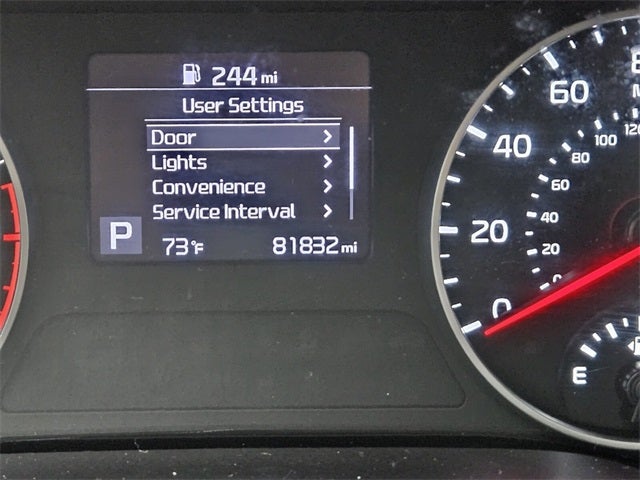 244 mi
User Settings
Door >
Lights >
Convenience >
Service Interval >
P 73°F 81832 mi
60
40
20
0
120
100
80
60
40
20
0
E